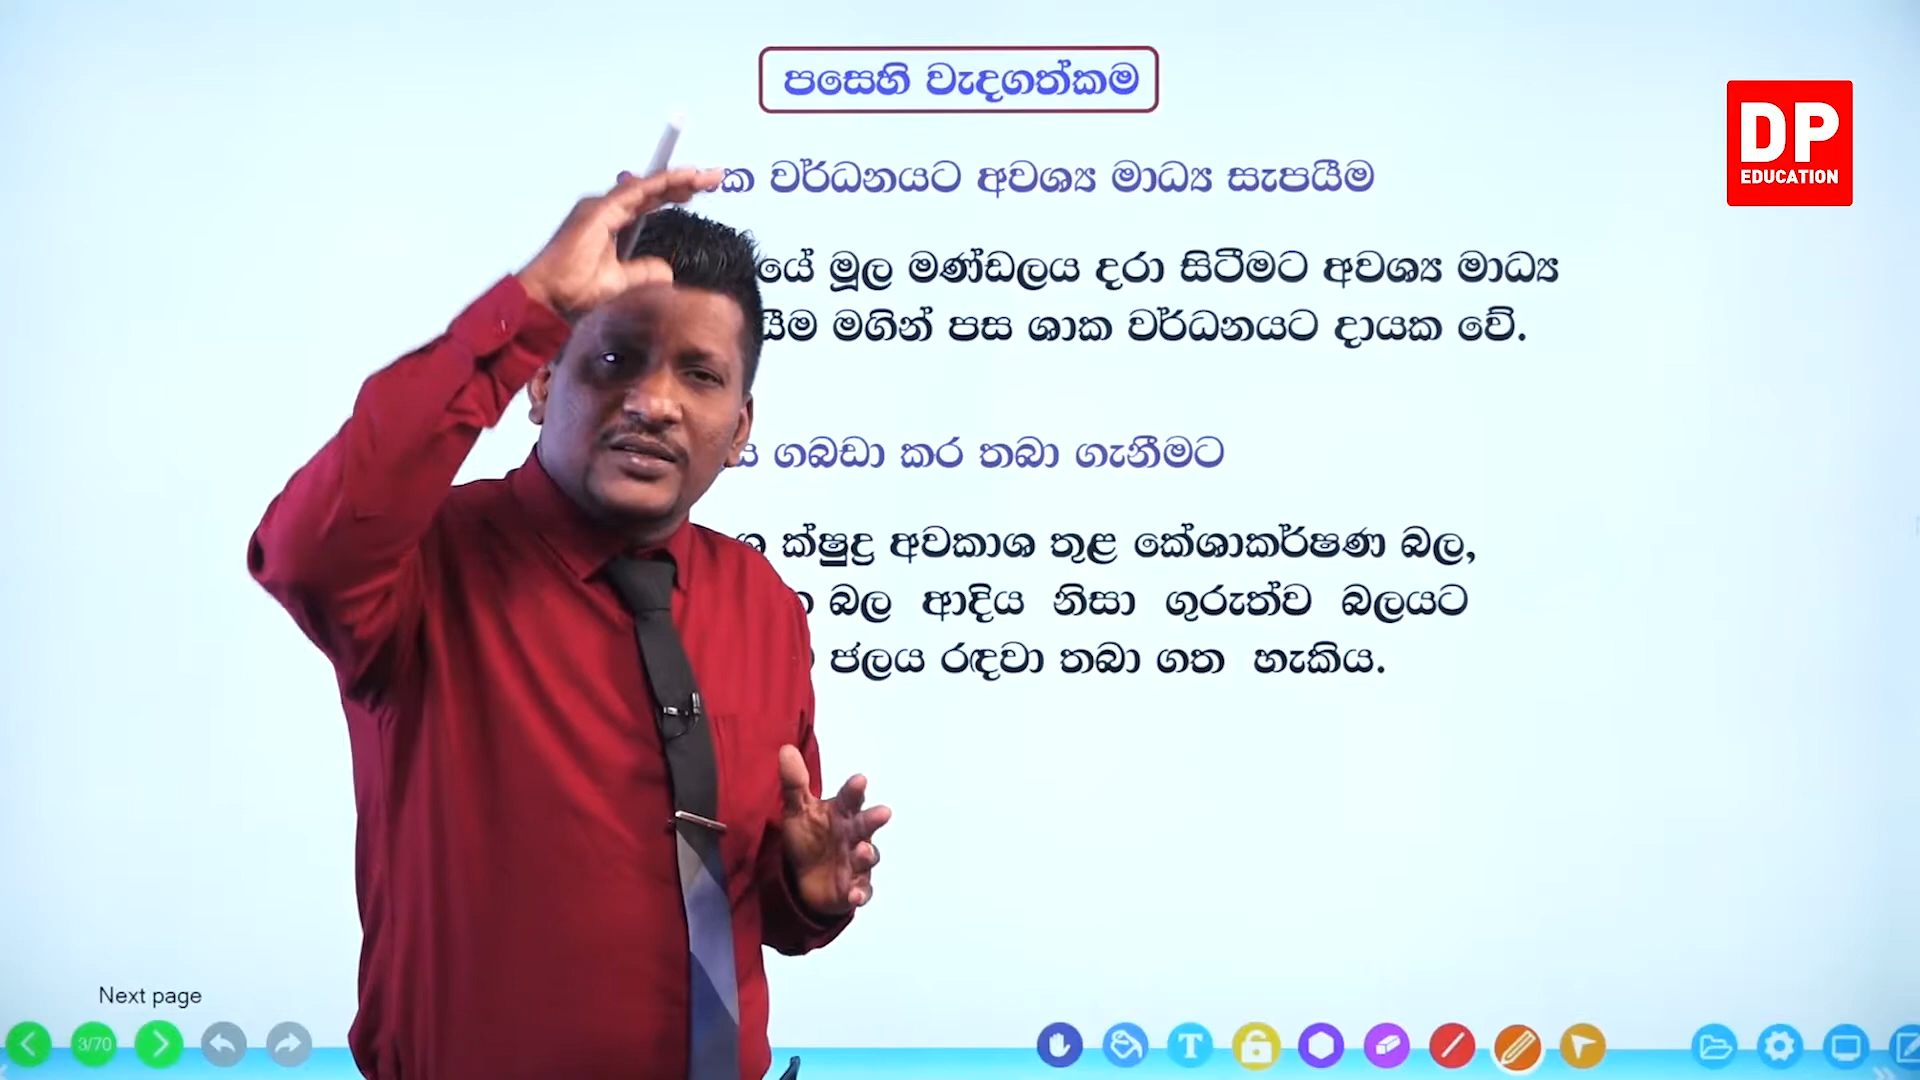 පසෙහි වැදගත්කම
DP
EDUCATION
වර්ධනයට අවශ්‍ය මාධ්‍ය සැපයීම
මූල මණ්ඩලය දරා සිටීමට අවශ්‍ය මාධ්‍ය
මගින් පස ශාක වර්ධනයට දායක වේ.
ගබඩා කර තබා ගැනීමට
ක්ෂුද්‍ර අවකාශ තුළ කේශාකර්ෂණ බල,
බල ආදිය නිසා ගුරුත්ව බලයට
ජලය රඳවා තබා ගත හැකිය.
Next page
3/70
T